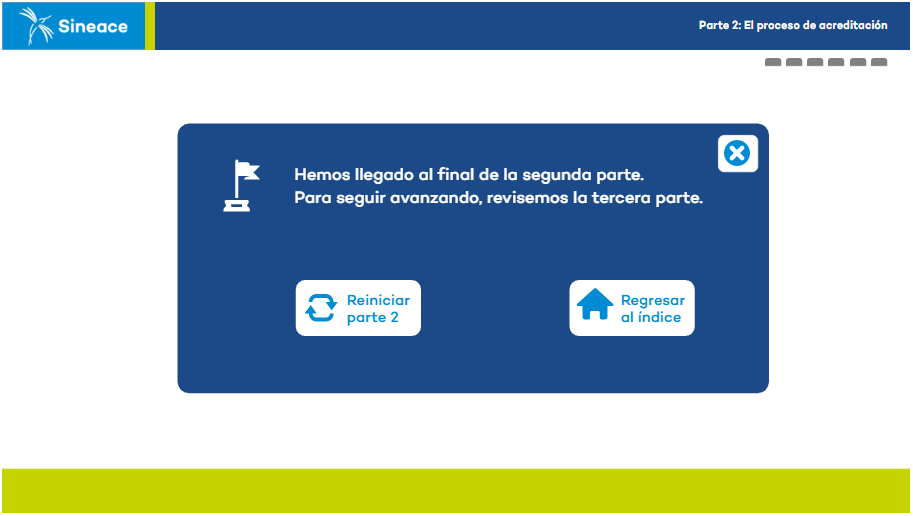 Sineace
Parte 2: El proceso de acreditación
Hemos llegado al final de la segunda parte.
Para seguir avanzando, revisemos la tercera parte.
Reiniciar
parte 2
Regresar
al índice